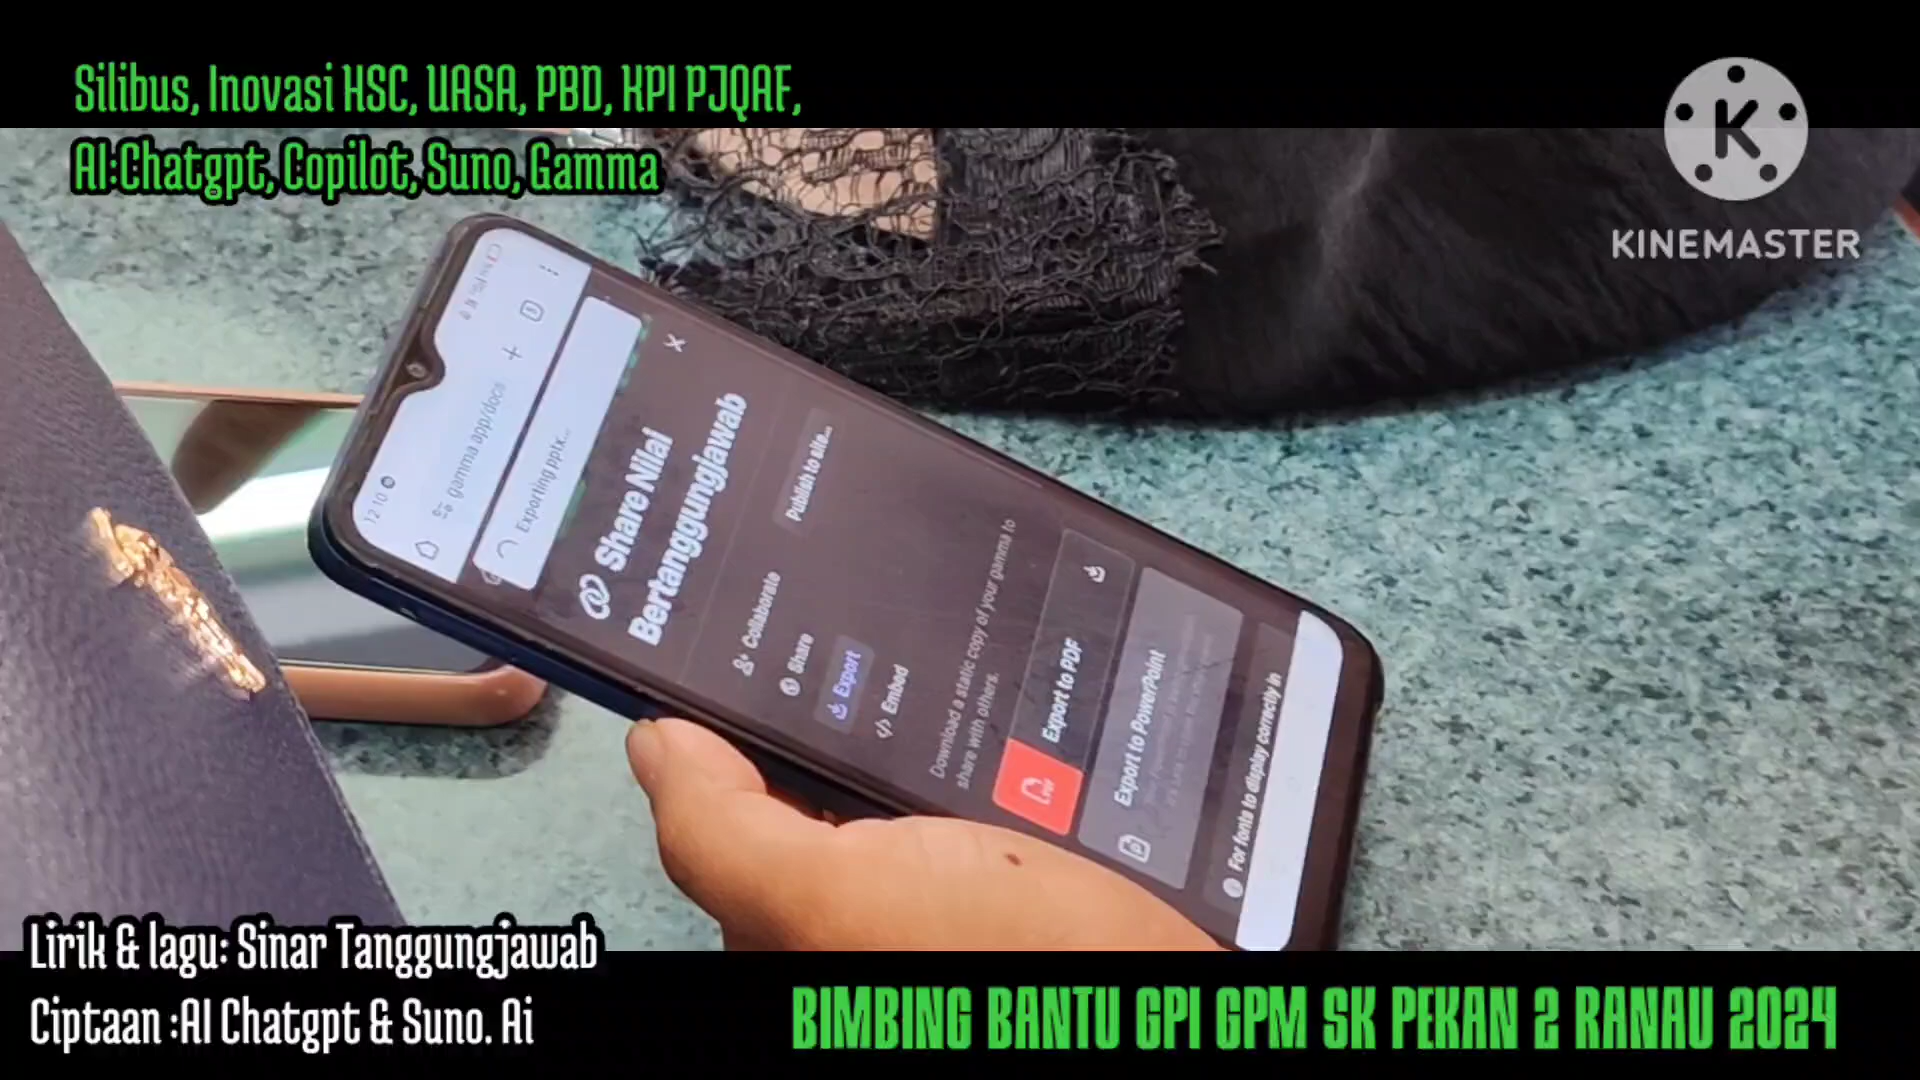 Silibus, Inovasi HSC, UASA, PBD, KPI PJQAF,
AI:Chatgpt, Copilot, Suno, Gamma
K
KINEMASTER
12:10
gamma.app/docs
Exporting pptx...
Share Nilai
Bertanggungjawab
Publish to site...
Collaborate
Share
Export
Embed
Download a static copy of your gamma to
share with others.
Export to PDF
Export to PowerPoint
For fonts to display correctly in
Lirik & lagu: Sinar Tanggungjawab
Ciptaan :AI Chatgpt & Suno. Ai
BIMBING BANTU GPI GPM SK PEKAN 2 RANAU 2024